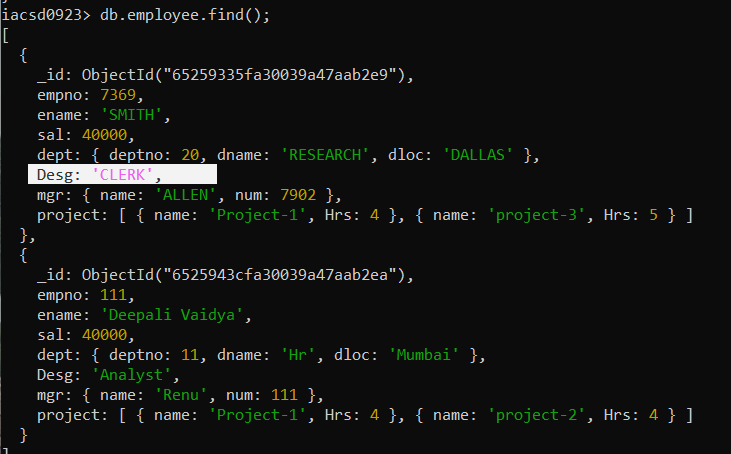 iacsd0923> db.employee.find();
[
  {
    _id: ObjectId("65259335fa30039a47aab2e9"),
    empno: 7369,
    ename: 'SMITH',
    sal: 40000,
    dept: { deptno: 20, dname: 'RESEARCH', dloc: 'DALLAS' },
    Desg: 'CLERK',
    mgr: { name: 'ALLEN', num: 7902 },
    project: [ { name: 'Project-1', Hrs: 4 }, { name: 'project-3', Hrs: 5 } ]
  },
  {
    _id: ObjectId("6525943cfa30039a47aab2ea"),
    empno: 111,
    ename: 'Deepali Vaidya',
    sal: 40000,
    dept: { deptno: 11, dname: 'Hr', dloc: 'Mumbai' },
    Desg: 'Analyst',
    mgr: { name: 'Renu', num: 111 },
    project: [ { name: 'Project-1', Hrs: 4 }, { name: 'project-2', Hrs: 4 } ]
  }
]